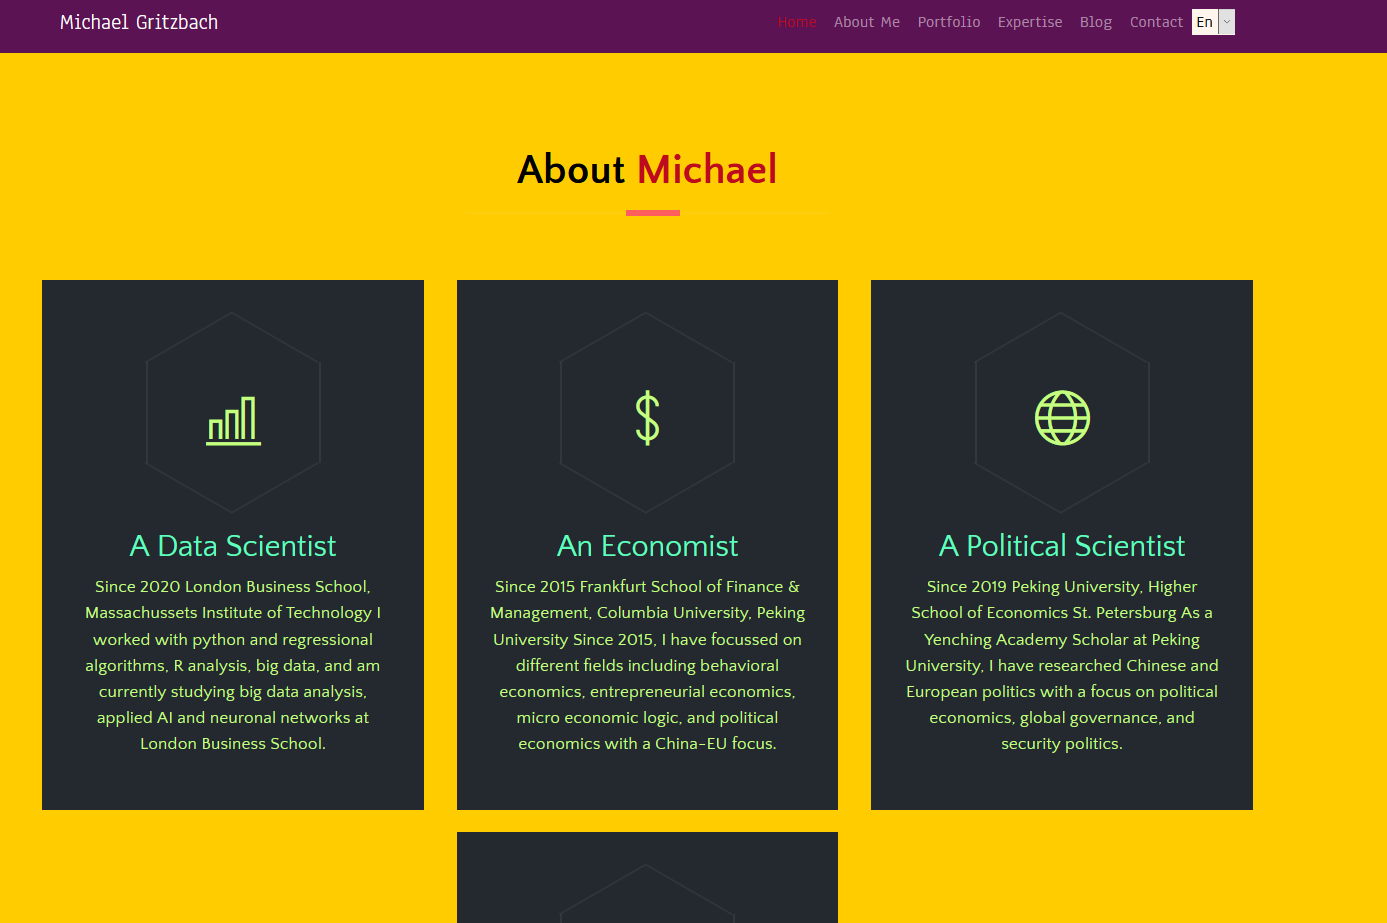 Michael Gritzbach
Home About Me Portfolio Expertise Blog Contact En
About Michael
A Data Scientist
Since 2020 London Business School,
Massachussets Institute of Technology I
worked with python and regressional
algorithms, R analysis, big data, and am
currently studying big data analysis,
applied AI and neuronal networks at
London Business School.
An Economist
Since 2015 Frankfurt School of Finance &
Management, Columbia University, Peking
University Since 2015, I have focussed on
different fields including behavioral
economics, entrepreneurial economics,
micro economic logic, and political
economics with a China-EU focus.
A Political Scientist
Since 2019 Peking University, Higher
School of Economics St. Petersburg As a
Yenching Academy Scholar at Peking
University, I have researched Chinese and
European politics with a focus on political
economics, global governance, and
security politics.